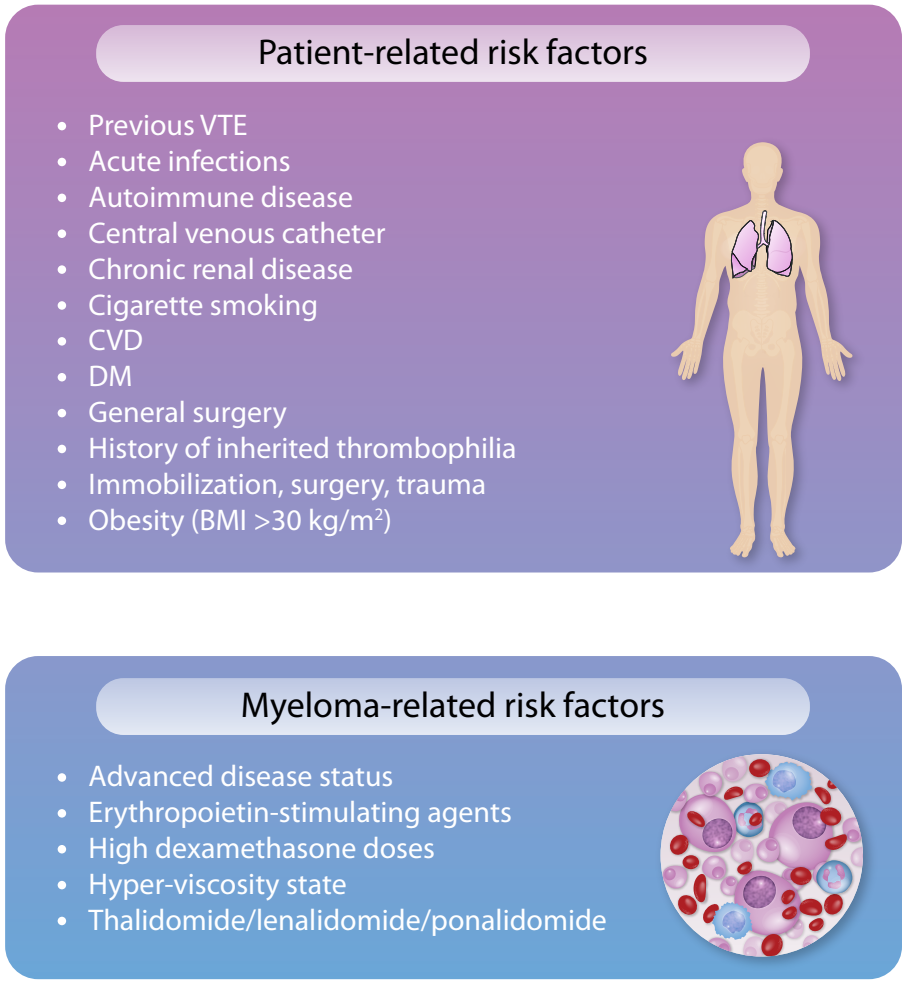 Patient-related risk factors
• Previous VTE
• Acute infections
• Autoimmune disease
• Central venous catheter
• Chronic renal disease
• Cigarette smoking
• CVD
• DM
• General surgery
• History of inherited thrombophilia
• Immobilization, surgery, trauma
• Obesity (BMI >30 kg/m²)
Myeloma-related risk factors
• Advanced disease status
• Erythropoietin-stimulating agents
• High dexamethasone doses
• Hyper-viscosity state
• Thalidomide/lenalidomide/ponalidomide